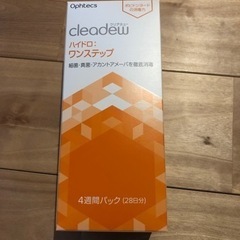 Ophtecs
cleadew
ハイドロ:
ワンステップ
細菌・真菌・アカントアメーバを徹底消毒
4週間パック(28日分)